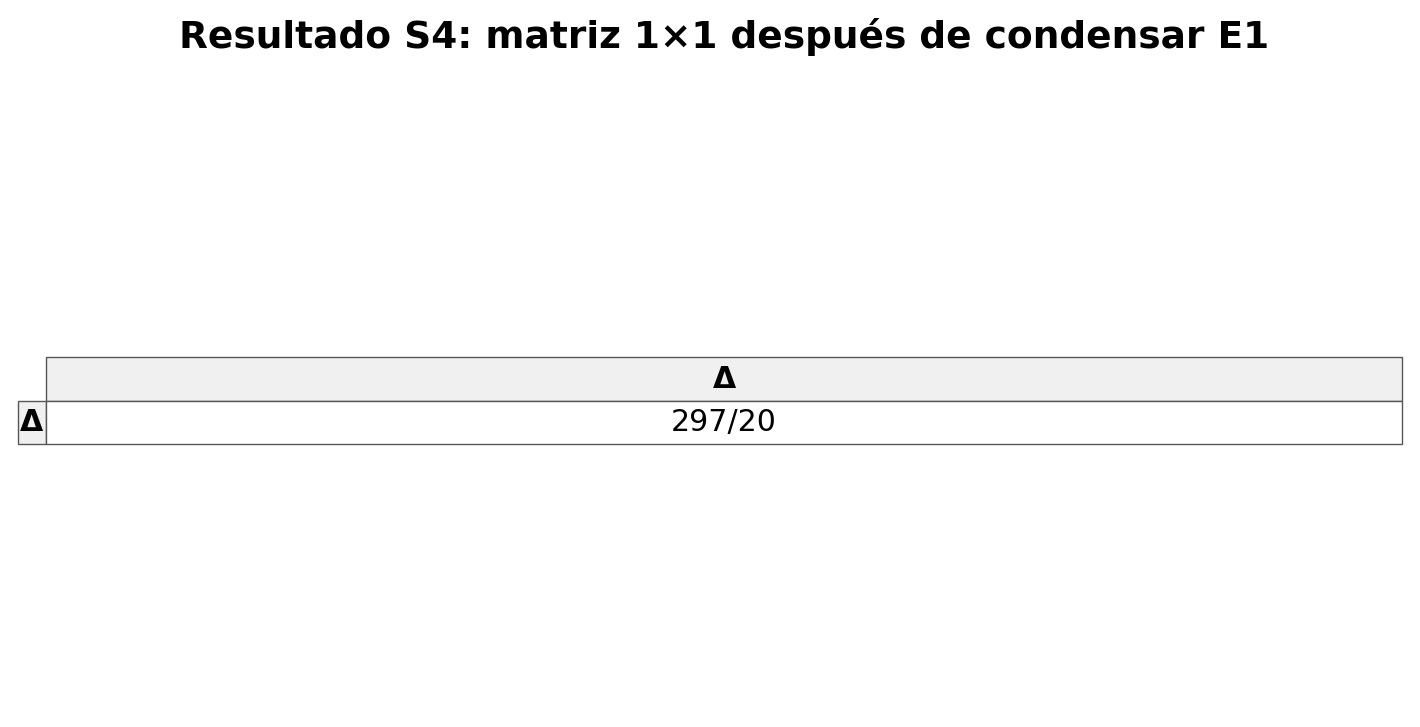 Resultado S4: matriz 1×1 después de condensar E1
Δ
Δ 297/20